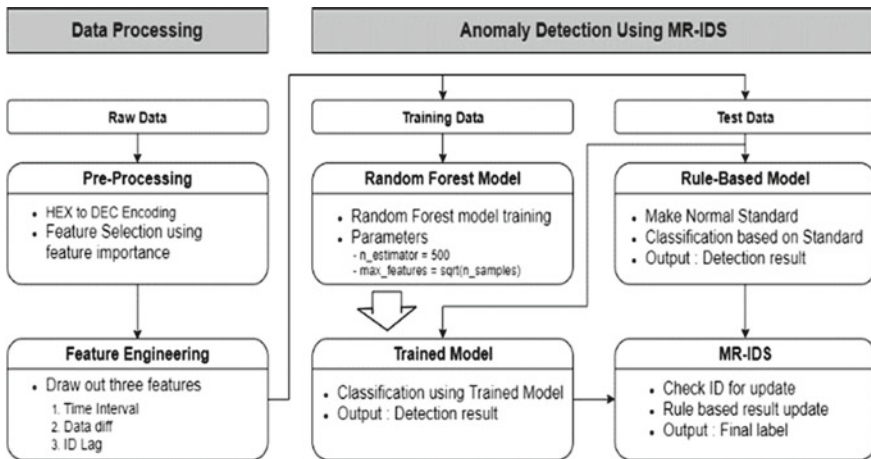 Data Processing
Anomaly Detection Using MR-IDS
Raw Data
Training Data
Test Data
Pre-Processing
• HEX to DEC Encoding
• Feature Selection using
feature importance
Random Forest Model
• Random Forest model training
• Parameters
- n_estimator = 500
- max_features = sqrt(n_samples)
Rule-Based Model
• Make Normal Standard
• Classification based on Standard
• Output : Detection result
Feature Engineering
• Draw out three features
1. Time Interval
2. Data diff
3. ID Lag
Trained Model
• Classification using Trained Model
• Output : Detection result
MR-IDS
• Check ID for update
• Rule based result update
• Output : Final label